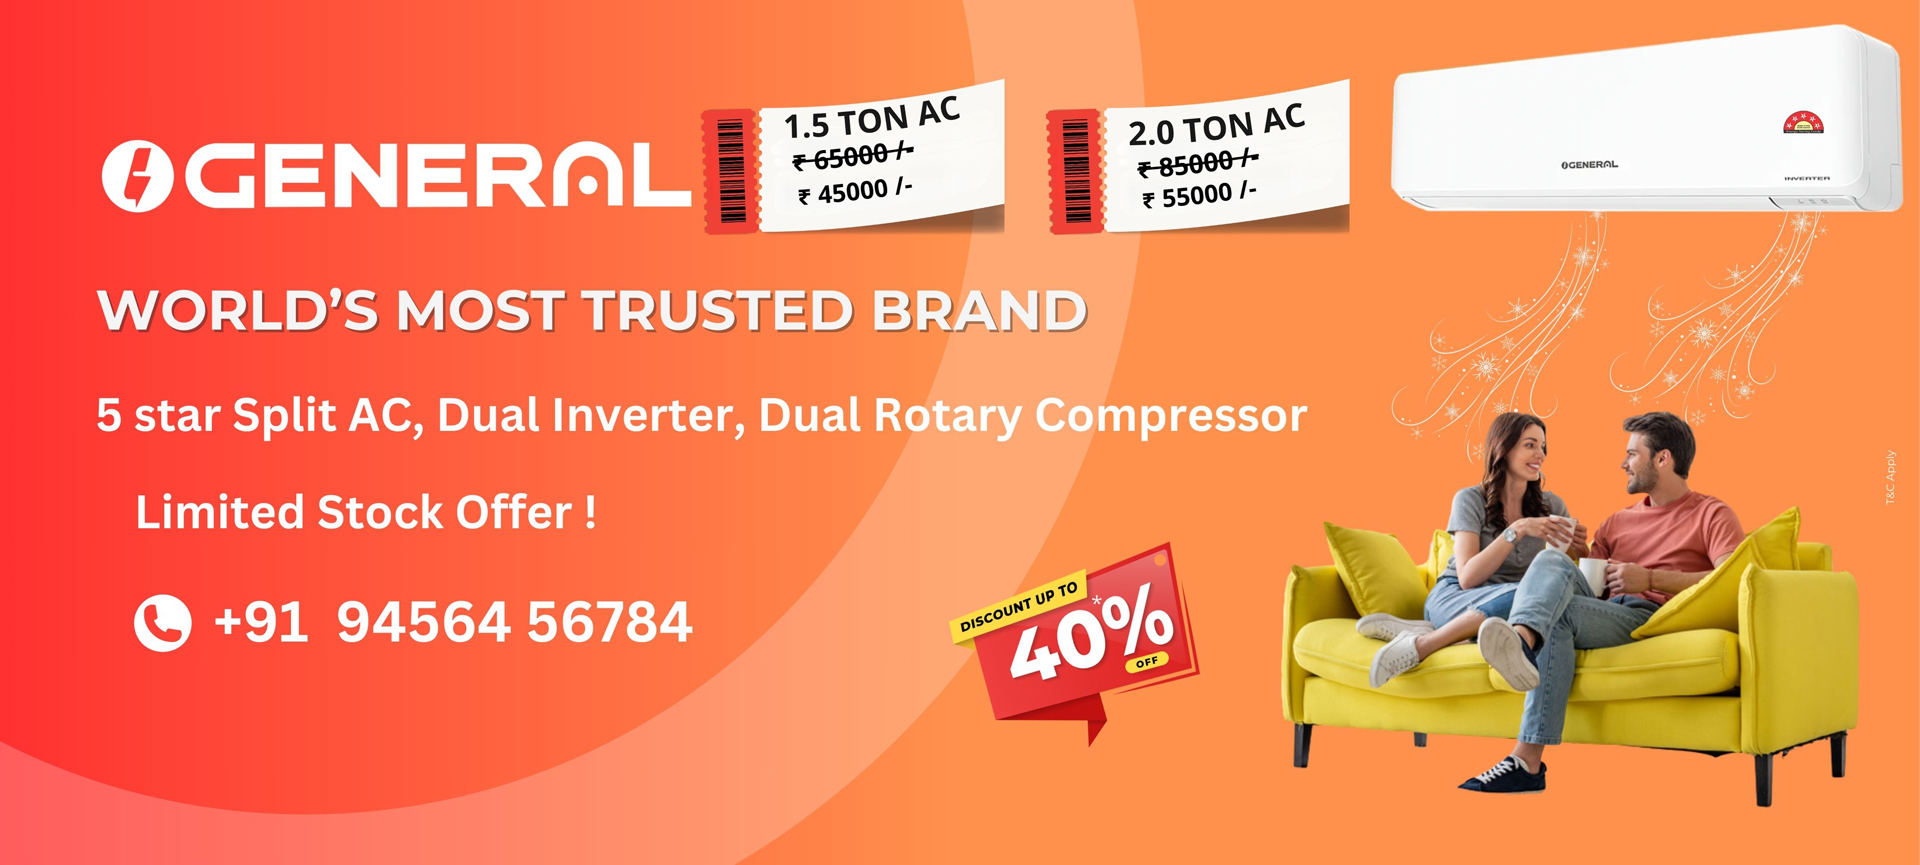 GENERAL
1.5 TON AC
₹ 65000 /-
₹ 45000 /-
2.0 TON AC
₹ 85000 /-
₹ 55000 /-
GENERAL
INVERTER
WORLD'S MOST TRUSTED BRAND
5 star Split AC, Dual Inverter, Dual Rotary Compressor
Limited Stock Offer !
+91 94564 56784
DISCOUNT UP TO
40%*
OFF
T&C Apply